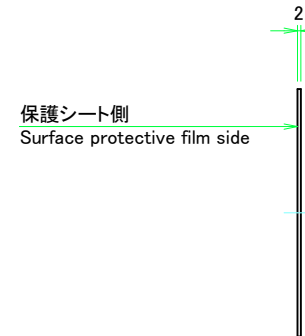 2
保護シート側
Surface protective film side